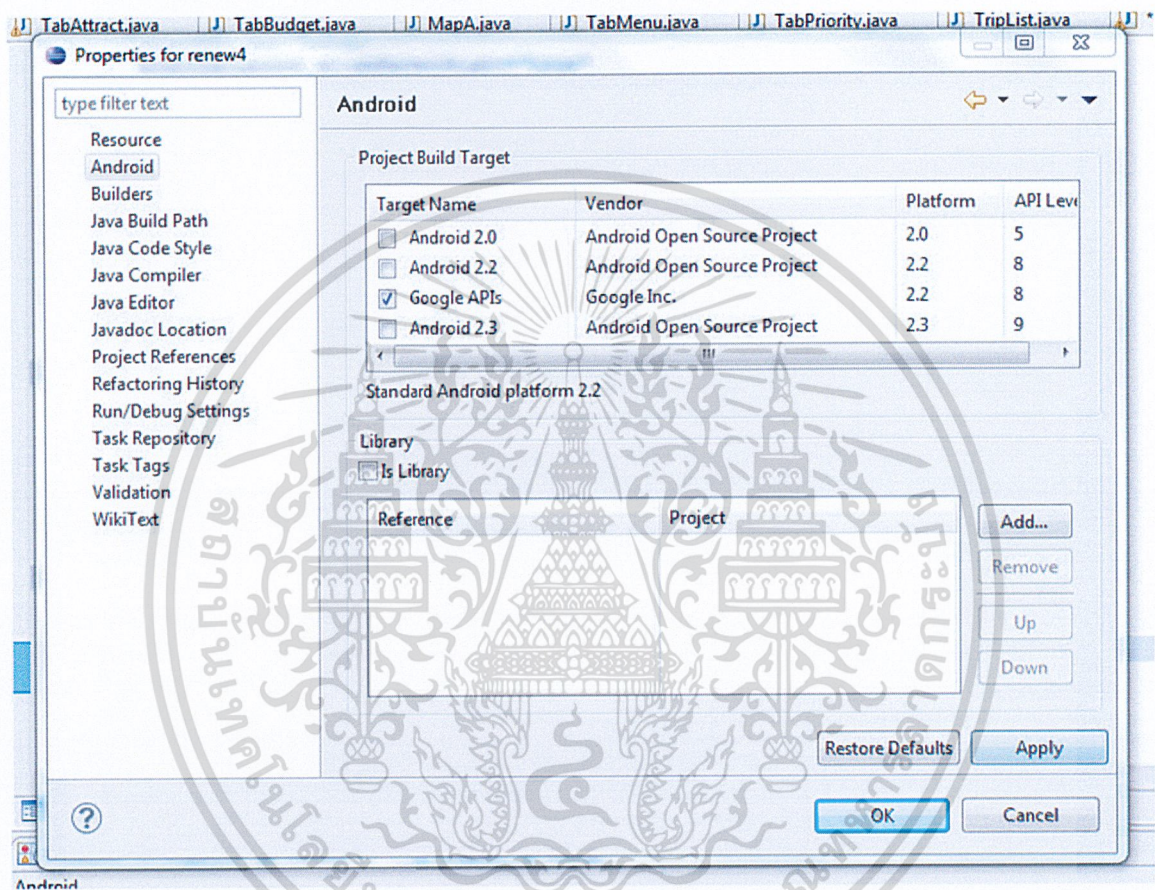 TabAttract.java TabBudget.java MapA.java TabMenu.java TabPriority.java TripList.java *
Properties for renew4
type filter text
Resource
Android
Builders
Java Build Path
Java Code Style
Java Compiler
Java Editor
Javadoc Location
Project References
Refactoring History
Run/Debug Settings
Task Repository
Task Tags
Validation
WikiText
Android
Project Build Target
Target Name Vendor Platform API Leve
Android 2.0 Android Open Source Project 2.0 5
Android 2.2 Android Open Source Project 2.2 8
Google APIs Google Inc. 2.2 8
Android 2.3 Android Open Source Project 2.3 9
Standard Android platform 2.2
Library
Is Library
Reference Project
Add...
Remove
Up
Down
Restore Defaults Apply
OK Cancel
Android